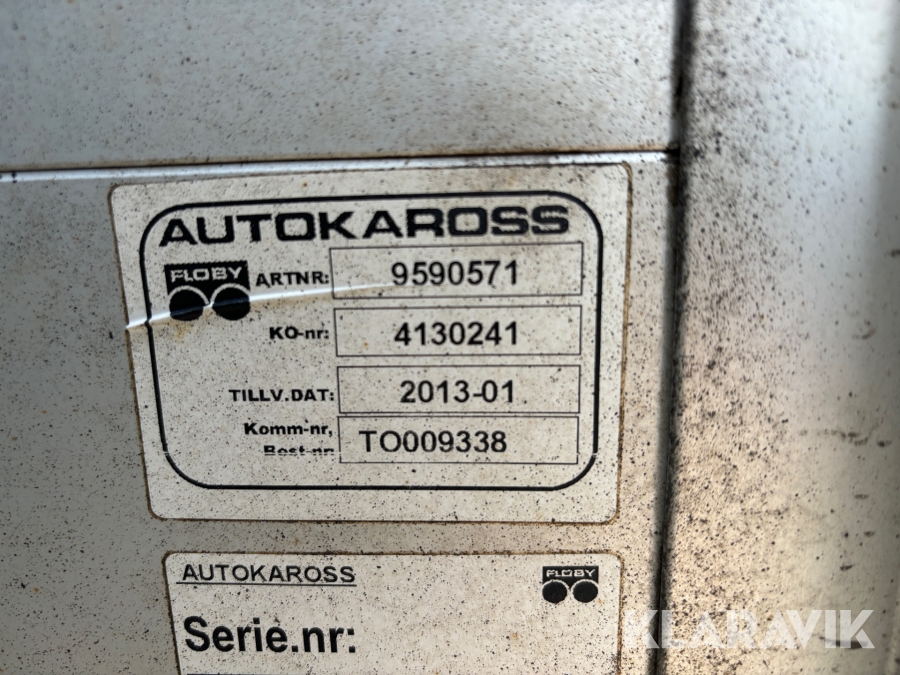 AUTOKAROSS
FLOBY ARTNR: 9590571
KO-nr: 4130241
TILLV.DAT: 2013-01
Komm-nr, TO009338
Best-nr:
AUTOKAROSS FLOBY
Serie.nr:
KLARAVIK